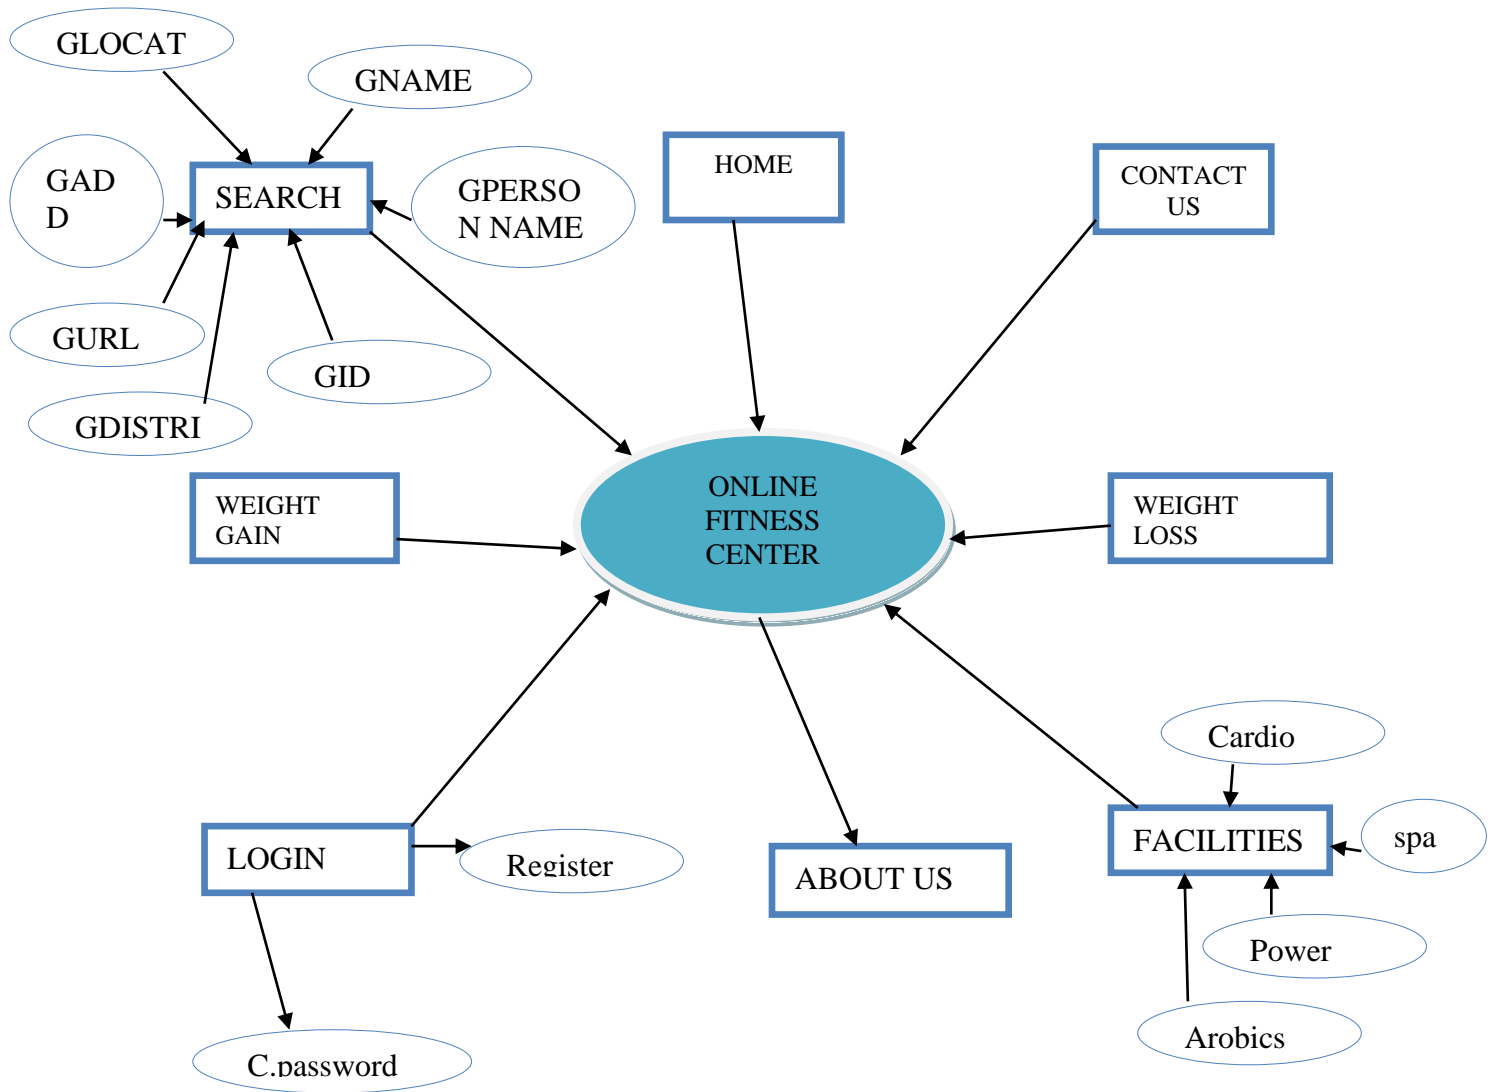 GLOCAT
GNAME
HOME
CONTACT
US
GAD
D
SEARCH
GPERSO
N NAME
GURL
GID
GDISTRI
WEIGHT
GAIN
ONLINE
FITNESS
CENTER
WEIGHT
LOSS
Cardio
LOGIN
Register
ABOUT US
FACILITIES
spa
Power
Arobics
C.password